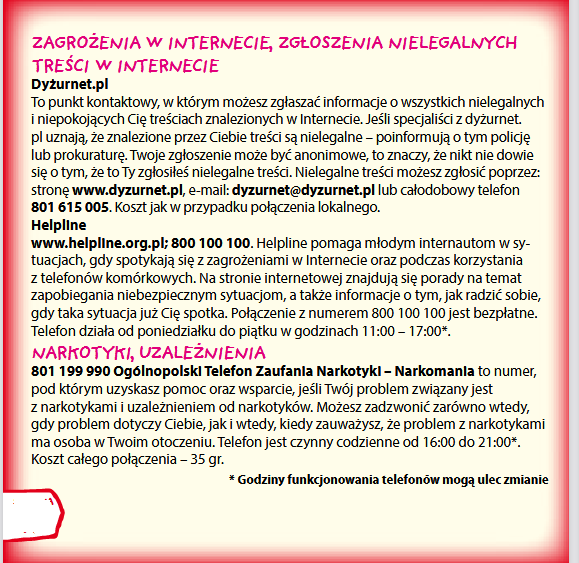 ZAGROŻENIA W INTERNECIE, ZGŁOSZENIA NIELEGALNYCH
TREŚCI W INTERNECIE
Dyżurnet.pl
To punkt kontaktowy, w którym możesz zgłaszać informacje o wszystkich nielegalnych
i niepokojących Cię treściach znalezionych w Internecie. Jeśli specjaliści z dyżurnet.
pl uznają, że znalezione przez Ciebie treści są nielegalne – poinformują o tym policję
lub prokuraturę. Twoje zgłoszenie może być anonimowe, to znaczy, że nikt nie dowie
się o tym, że to Ty zgłosiłeś nielegalne treści. Nielegalne treści możesz zgłosić poprzez:
stronę www.dyzurnet.pl, e-mail: dyzurnet@dyzurnet.pl lub całodobowy telefon
801 615 005. Koszt jak w przypadku połączenia lokalnego.
Helpline
www.helpline.org.pl; 800 100 100. Helpline pomaga młodym internautom w sy-
tuacjach, gdy spotykają się z zagrożeniami w Internecie oraz podczas korzystania
z telefonów komórkowych. Na stronie internetowej znajdują się porady na temat
zapobiegania niebezpiecznym sytuacjom, a także informacje o tym, jak radzić sobie,
gdy taka sytuacja już Cię spotka. Połączenie z numerem 800 100 100 jest bezpłatne.
Telefon działa od poniedziałku do piątku w godzinach 11:00 – 17:00*.
NARKOTYKI, UZALEŻNIENIA
801 199 990 Ogólnopolski Telefon Zaufania Narkotyki – Narkomania to numer,
pod którym uzyskasz pomoc oraz wsparcie, jeśli Twój problem związany jest
z narkotykami i uzależnieniem od narkotyków. Możesz zadzwonić zarówno wtedy,
gdy problem dotyczy Ciebie, jak i wtedy, kiedy zauważysz, że problem z narkotykami
ma osoba w Twoim otoczeniu. Telefon jest czynny codzienne od 16:00 do 21:00*.
Koszt całego połączenia – 35 gr.
* Godziny funkcjonowania telefonów mogą ulec zmianie